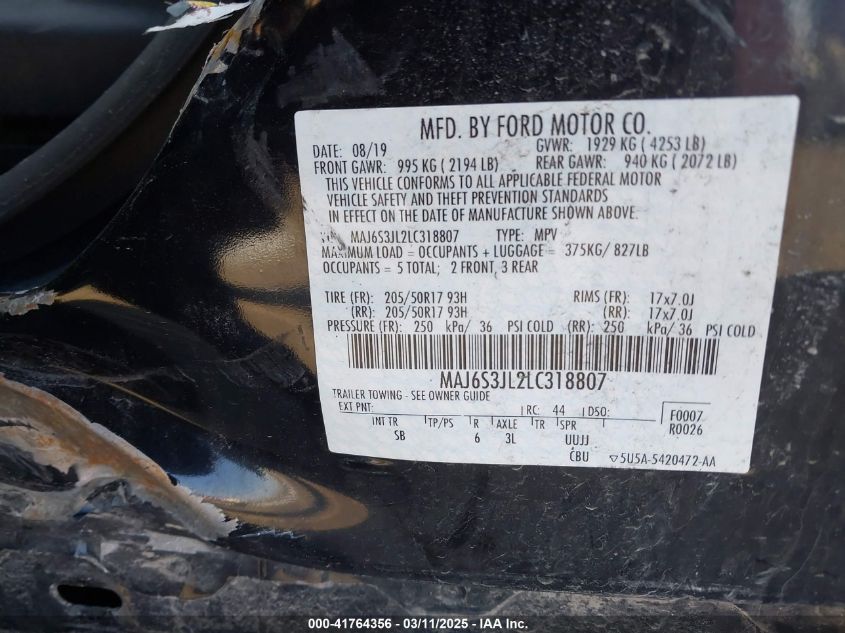 MFD. BY FORD MOTOR CO.
DATE: 08/19 GVWR: 1929 KG ( 4253 LB)
FRONT GAWR: 995 KG ( 2194 LB) REAR GAWR: 940 KG ( 2072 LB)
THIS VEHICLE CONFORMS TO ALL APPLICABLE FEDERAL MOTOR
VEHICLE SAFETY AND THEFT PREVENTION STANDARDS
IN EFFECT ON THE DATE OF MANUFACTURE SHOWN ABOVE.
VIN: MAJ6S3JL2LC318807 TYPE: MPV
MAXIMUM LOAD = OCCUPANTS + LUGGAGE = 375KG/ 827LB
OCCUPANTS = 5 TOTAL; 2 FRONT, 3 REAR
TIRE (FR): 205/50R17 93H RIMS (FR): 17x7.0J
(RR): 205/50R17 93H (RR): 17x7.0J
PRESSURE (FR): 250 kPa/ 36 PSI COLD (RR): 250 kPa/ 36 PSI COLD
MAJ6S3JL2LC318807
TRAILER TOWING - SEE OWNER GUIDE
EXT PNT: RC: 44 DSO: F0007
R0026
INT TR TP/PS R AXLE TR SPR
SB 6 3L UUJJ
CBU ▽5U5A-5420472-AA
000-41764356 - 03/11/2025 - IAA Inc.